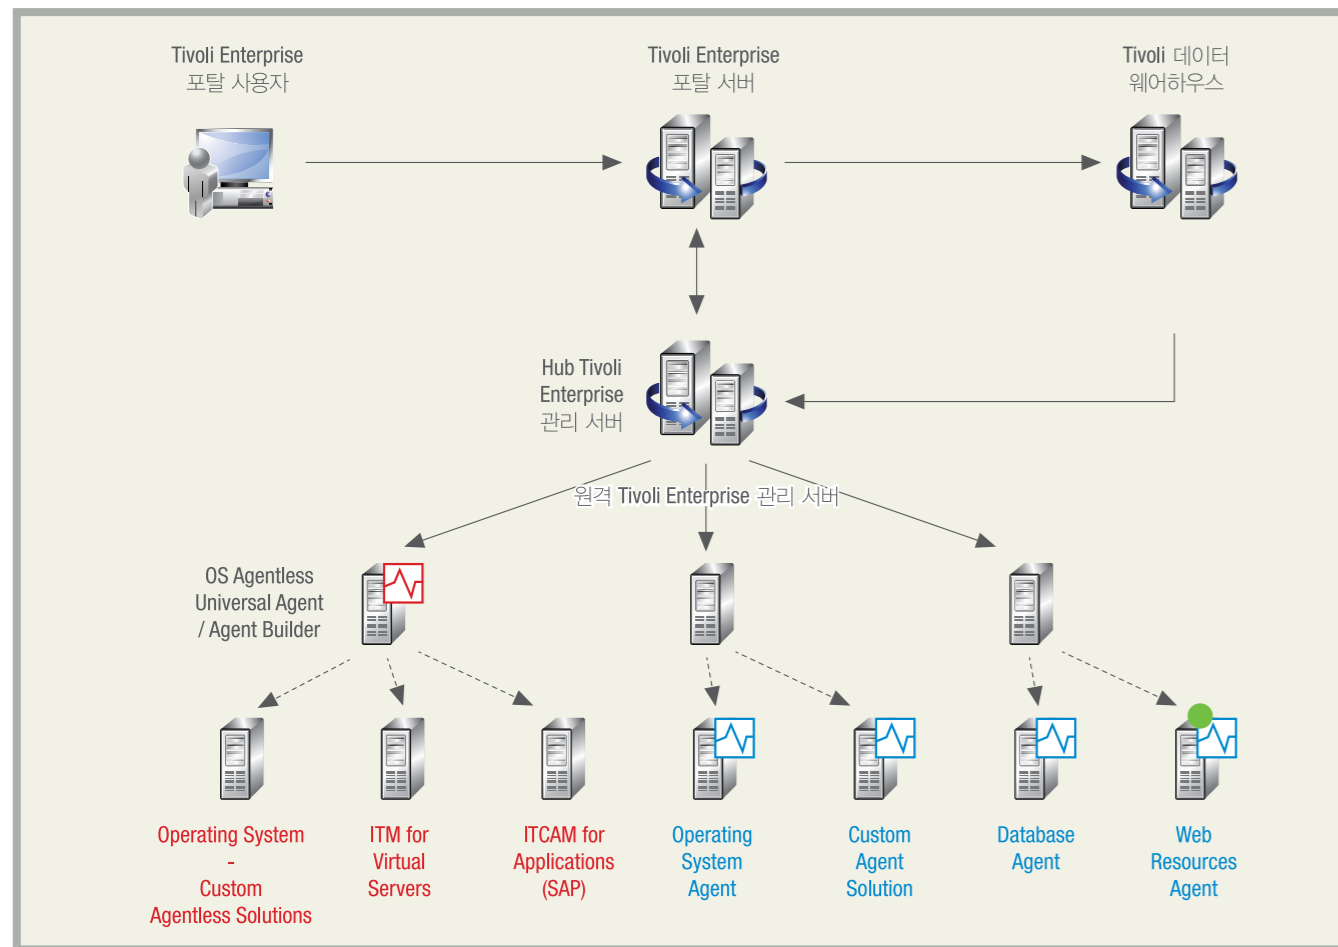 Tivoli Enterprise
포탈 사용자
Tivoli Enterprise
포탈 서버
Tivoli 데이터
웨어하우스
Hub Tivoli
Enterprise
관리 서버
원격 Tivoli Enterprise 관리 서버
OS Agentless
Universal Agent
/ Agent Builder
Operating System
-
Custom
Agentless Solutions
ITM for
Virtual
Servers
ITCAM for
Applications
(SAP)
Operating
System
Agent
Custom
Agent
Solution
Database
Agent
Web
Resources
Agent